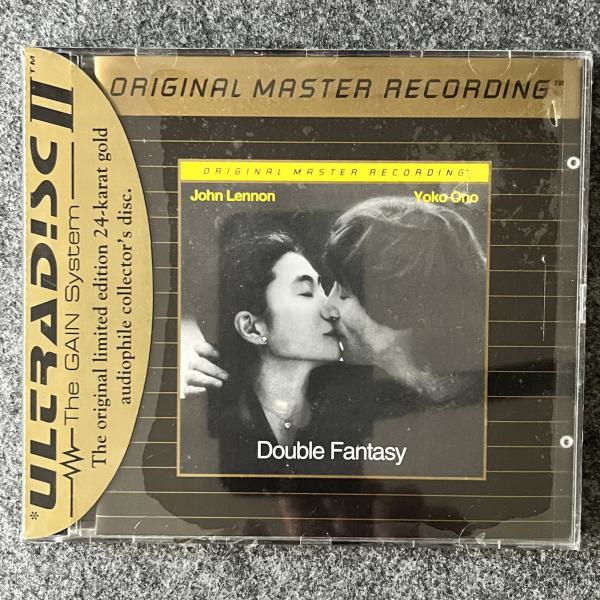 *ULTRADISC II™
The GAIN System™
The original limited edition 24-karat gold
audiophile collector's disc.
ORIGINAL MASTER RECORDING™
ORIGINAL MASTER RECORDING™
John Lennon Yoko Ono
Double Fantasy